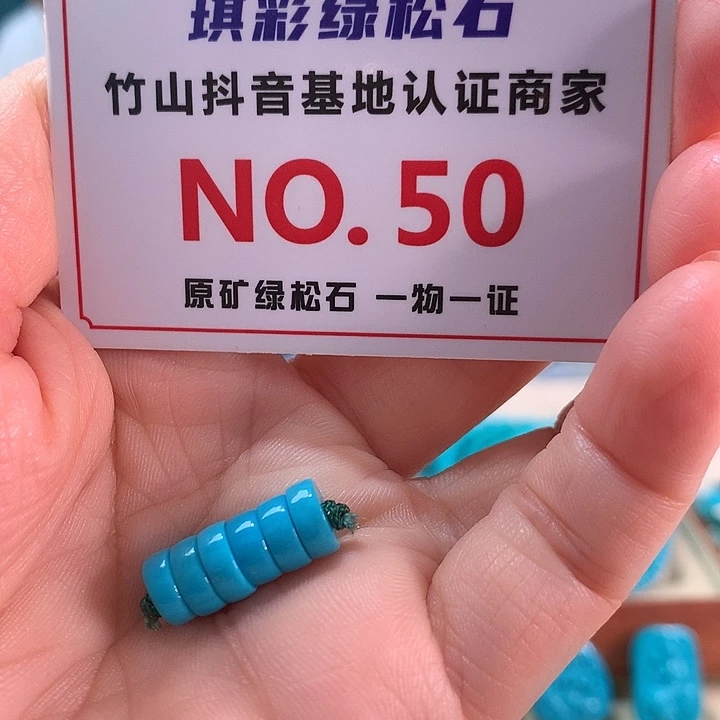 琪彩绿松石
竹山抖音基地认证商家
NO. 50
原矿绿松石 一物一证